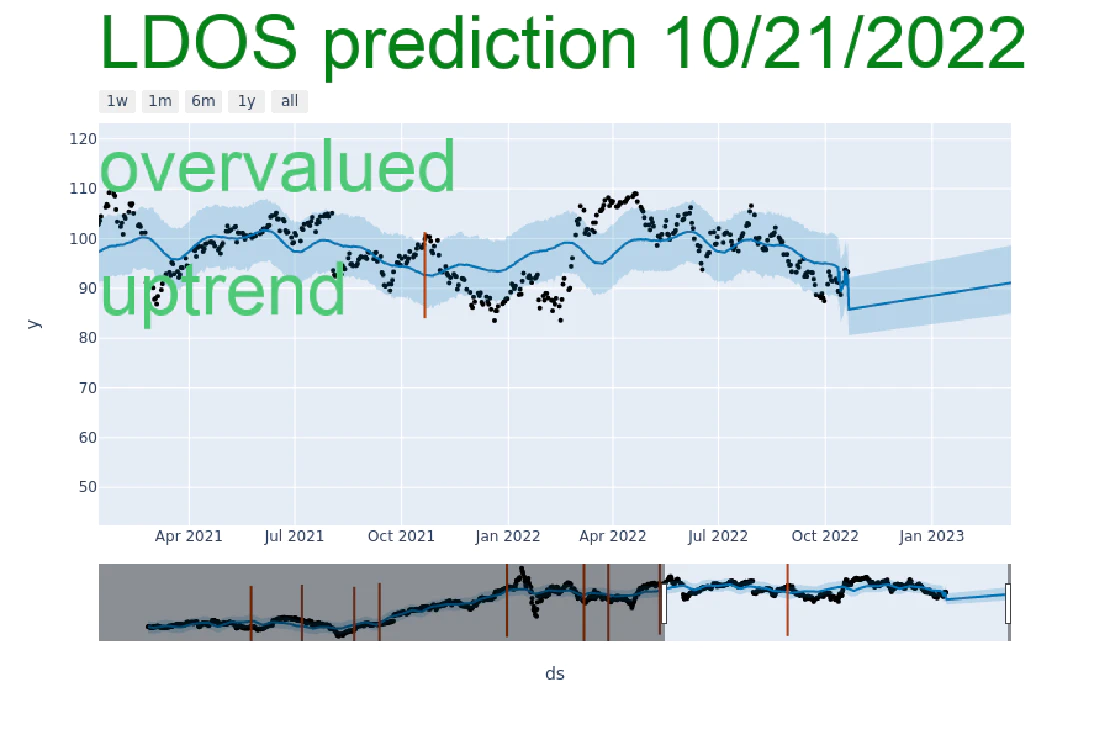 LDOS prediction 10/21/2022
1w 1m 6m 1y all
120
overvalued
110
100
90
uptrend
80
y
70
60
50
Apr 2021 Jul 2021 Oct 2021 Jan 2022 Apr 2022 Jul 2022 Oct 2022 Jan 2023
ds